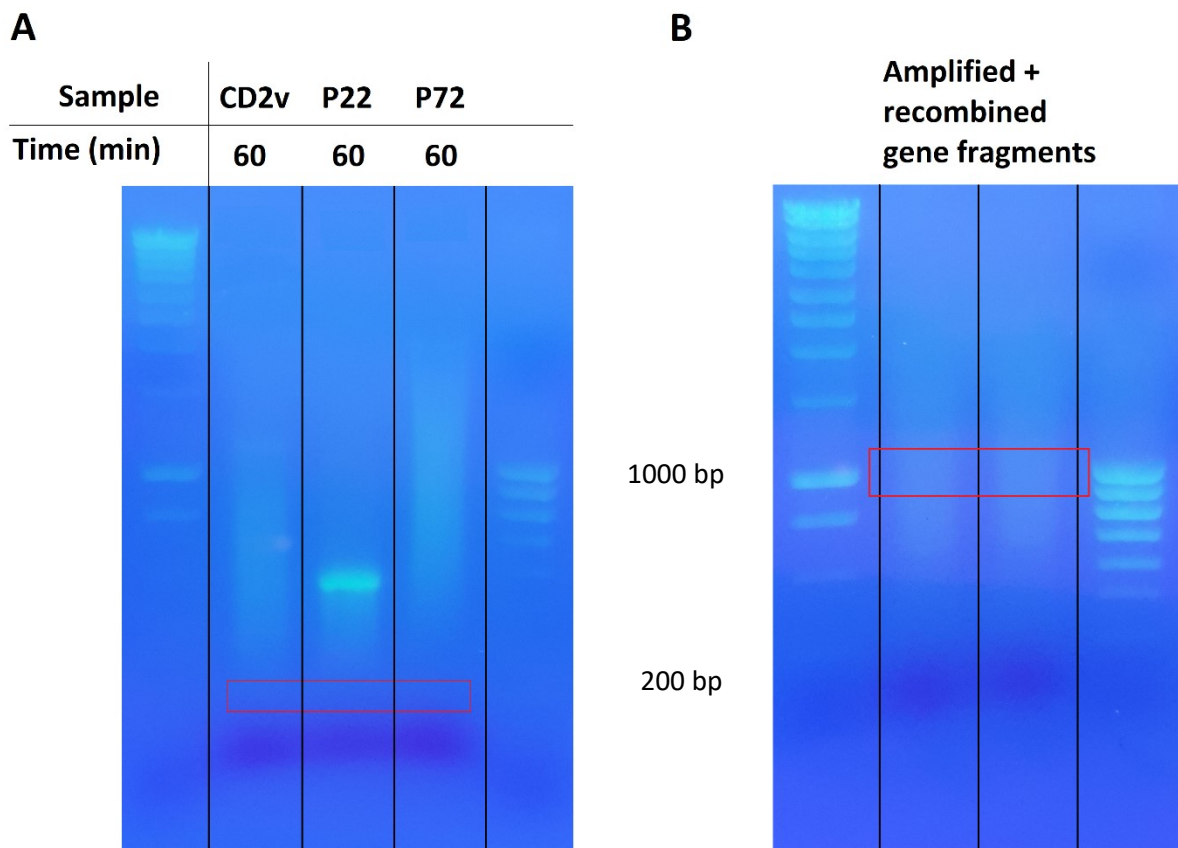 A
Sample CD2v P22 P72
Time (min) 60 60 60
B
Amplified +
recombined
gene fragments
1000 bp
200 bp